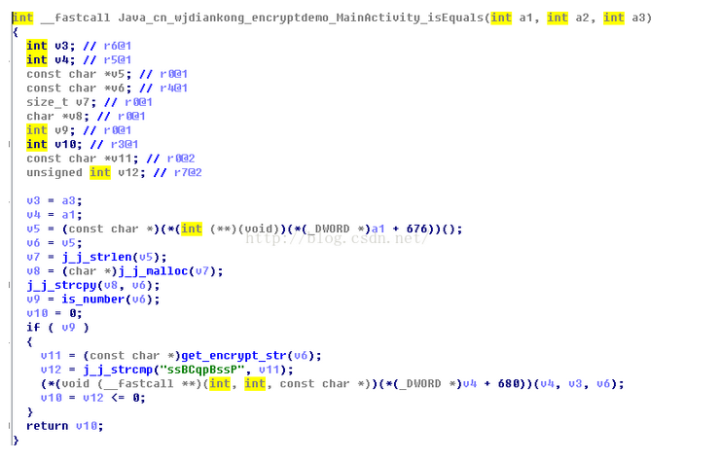 int __fastcall Java_cn_wjdiankong_encryptdemo_MainActivity_isEquals(int a1, int a2, int a3)
{
int v3; // r6@1
int v4; // r5@1
const char *v5; // r0@1
const char *v6; // r4@1
size_t v7; // r0@1
char *v8; // r0@1
int v9; // r0@1
int v10; // r3@1
const char *v11; // r0@2
unsigned int v12; // r7@2
v3 = a3;
v4 = a1;
v5 = (const char *)(*(int (**)(void))(*(_DWORD *)a1 + 676))();
http://blog.csdn.net/
v6 = v5;
v7 = j_j_strlen(v5);
v8 = (char *)j_j_malloc(v7);
j_j_strcpy(v8, v6);
v9 = is_number(v6);
v10 = 0;
if ( v9 )
{
v11 = (const char *)get_encrypt_str(v6);
v12 = j_j_strcmp("ssBCqpBssP", v11);
(*(void (__fastcall **)(int, int, const char *))(*(_DWORD *)v4 + 680))(v4, v3, v6);
v10 = v12 <= 0;
}
return v10;
}